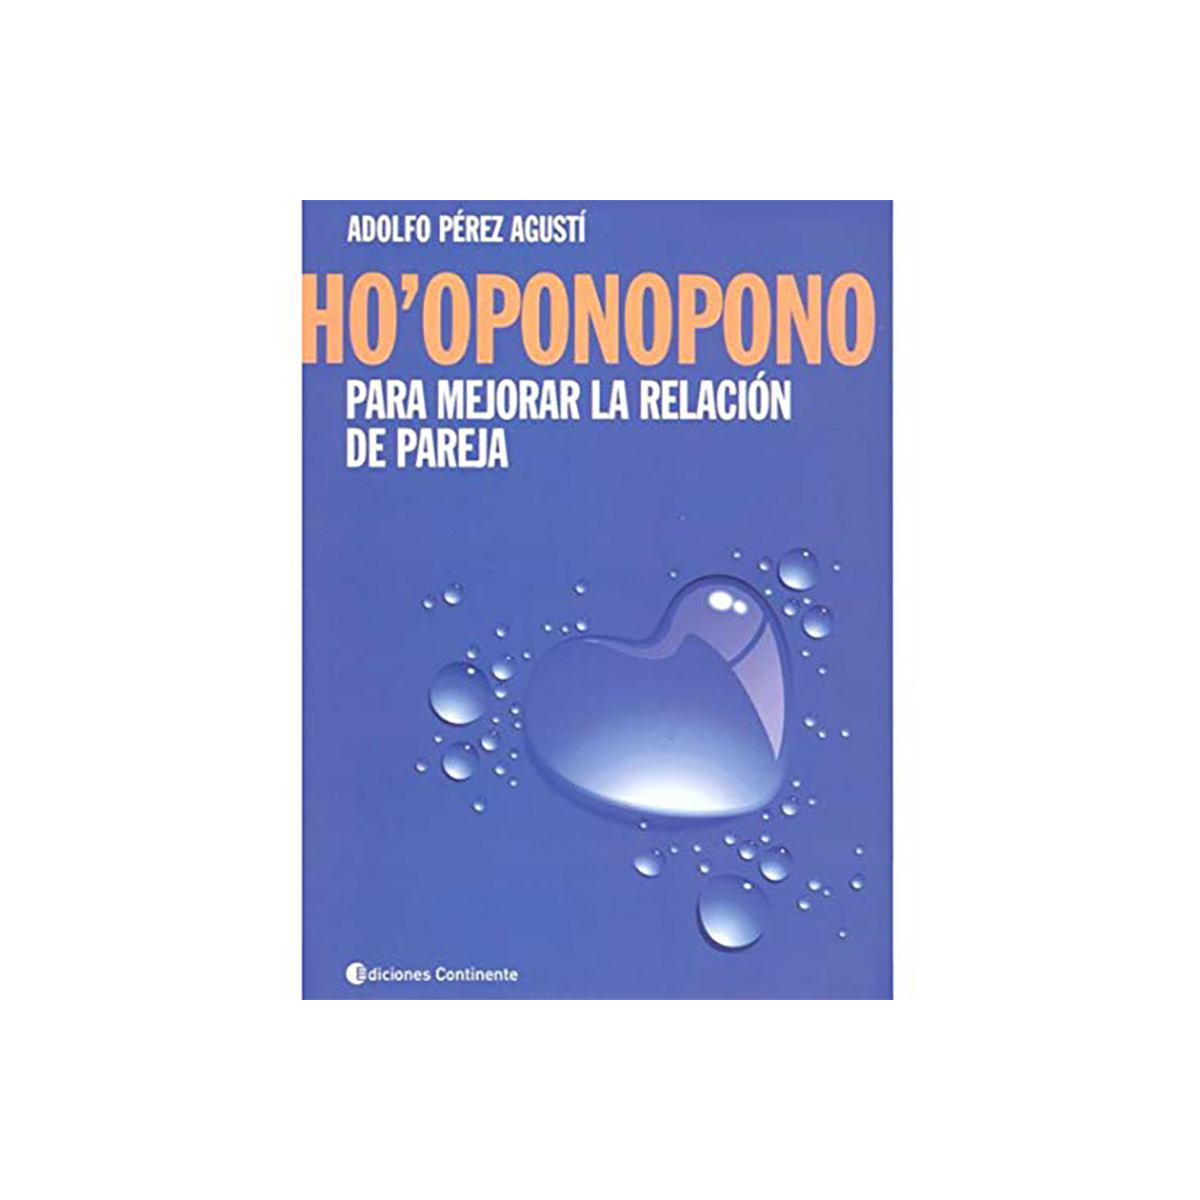 ADOLFO PÉREZ AGUSTÍ
HO'OPONOPONO
PARA MEJORAR LA RELACIÓN
DE PAREJA
Ediciones Continente